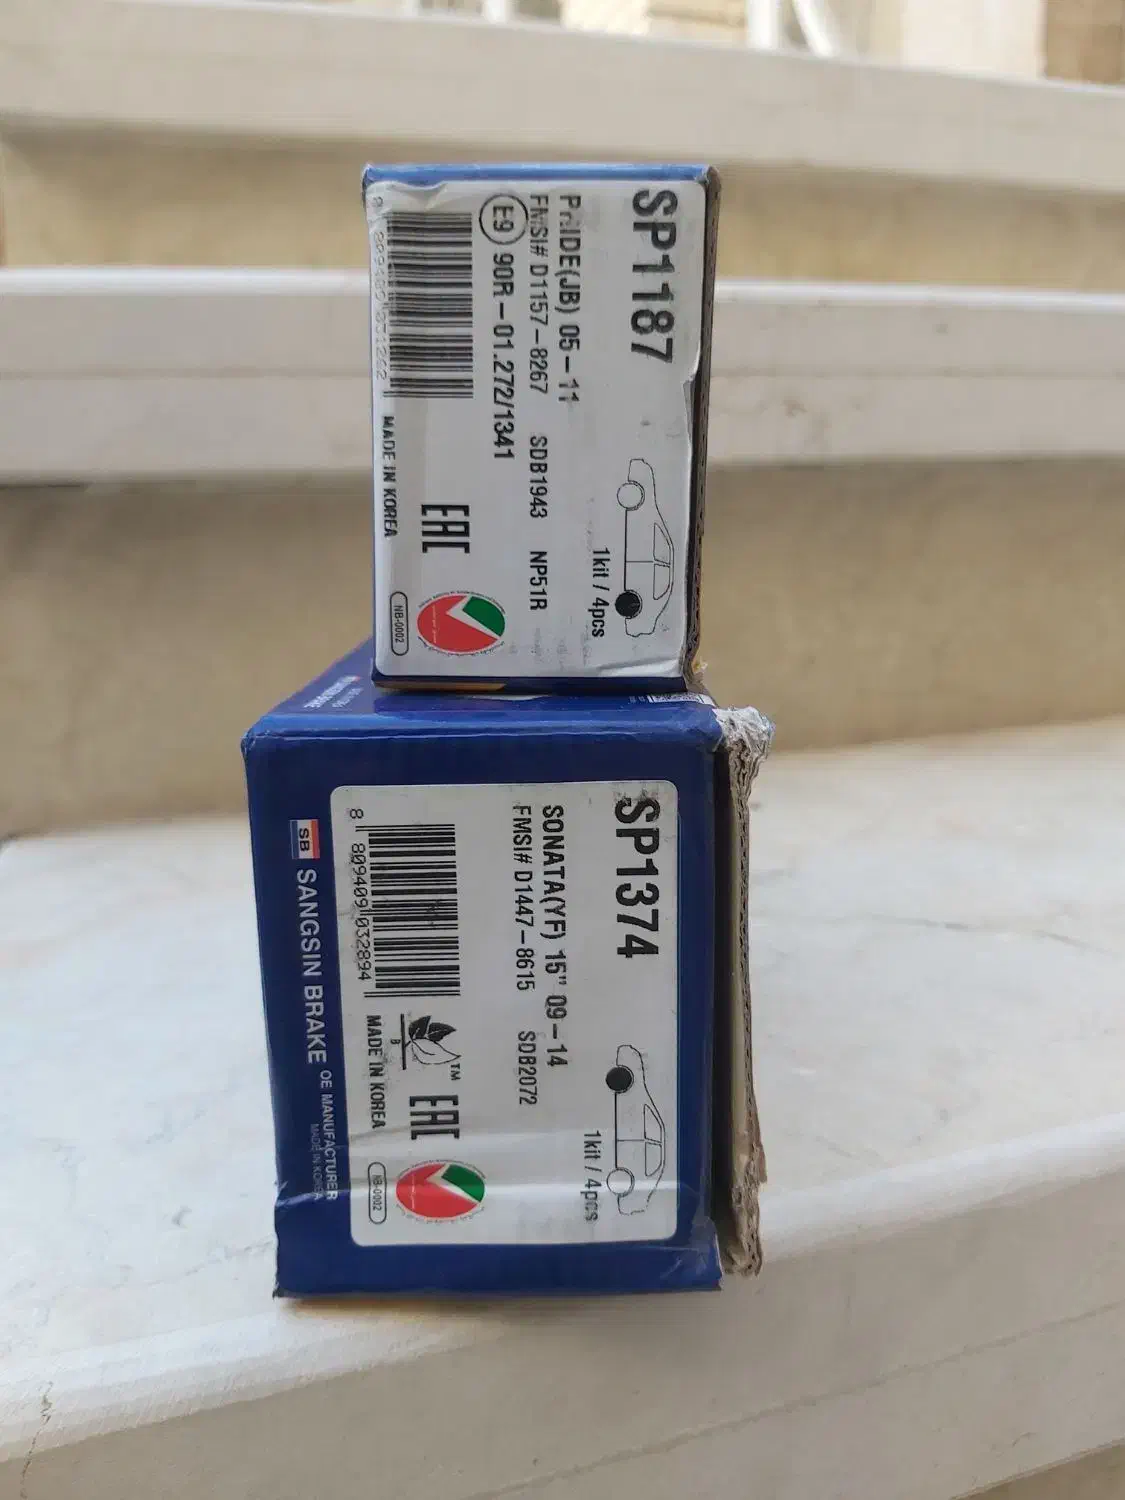 SP1187
PRIDE(JB) 05-11
FMSI# D1157-8267 SDB1943 NP51R
E9 90R-01.272/1341
1kit / 4pcs
EAC
MADE IN KOREA
NB-0002
SP1374
SONATA(YF) 15" 09-14
FMSI# D1447-8615 SDB2072
1kit / 4pcs
8 809409 032894
B
TM
EAC
MADE IN KOREA
NB-0002
SB SANGSIN BRAKE OE MANUFACTURER
MADE IN KOREA